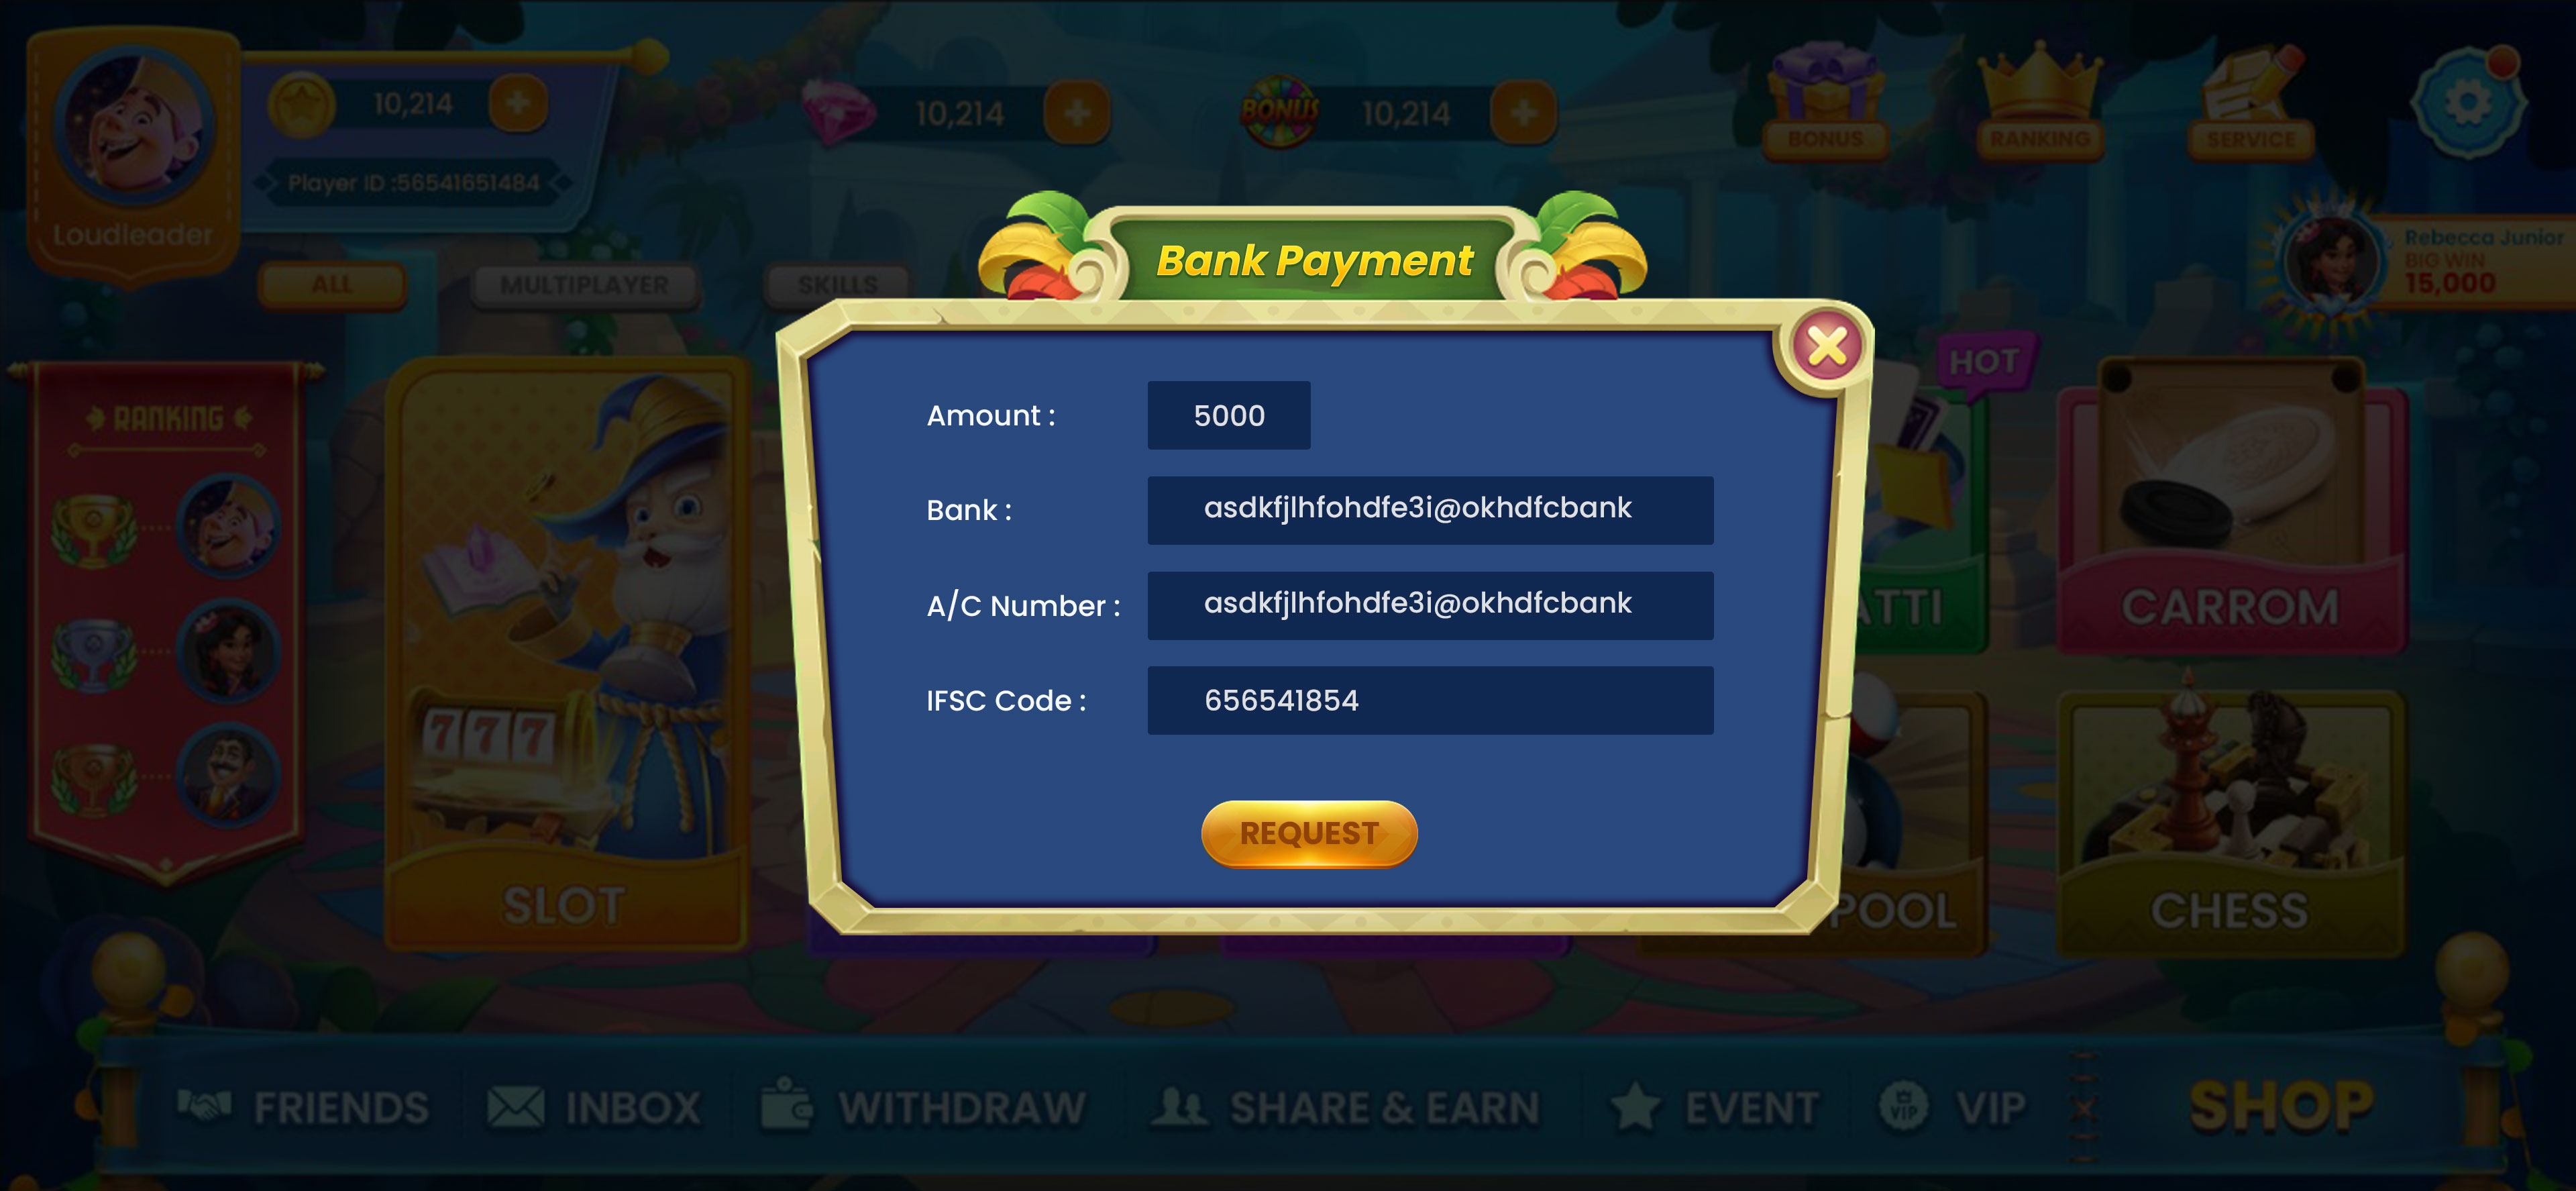 10,214
10,214
BONUS
10,214
BONUS
RANKING
SERVICE
Player ID :56541651484
Loudleader
Bank Payment
Rebecca Junior
BIG WIN
15,000
ALL
MULTIPLAYER
SKILLS
HOT
RANKING
Amount :
5000
Bank :
asdkfjlhfohdfe3i@okhdfcbank
A/C Number :
asdkfjlhfohdfe3i@okhdfcbank
ATTI
CARROM
IFSC Code :
656541854
777
REQUEST
SLOT
POOL
CHESS
FRIENDS
INBOX
WITHDRAW
SHARE & EARN
EVENT
VIP
VIP
SHOP